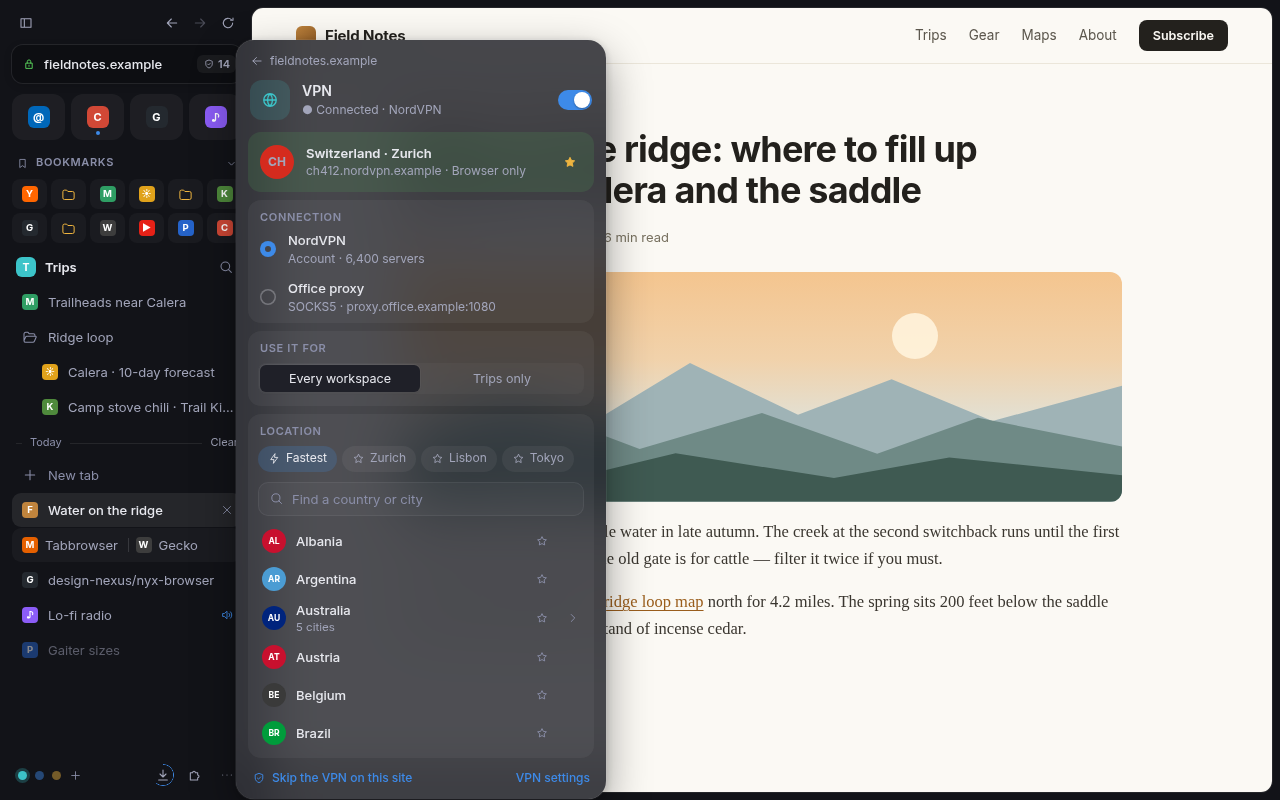 fieldnotes.example
14
@
C
G
BOOKMARKS
Y
M
K
G
W
P
C
T Trips
M Trailheads near Calera
Ridge loop
Calera · 10-day forecast
K Camp stove chili · Trail Ki...
Today
Clear
New tab
F Water on the ridge
M Tabbrowser
W Gecko
G design-nexus/nyx-browser
Lo-fi radio
P Gaiter sizes
fieldnotes.example
VPN
Connected · NordVPN
CH
Switzerland · Zurich
ch412.nordvpn.example · Browser only
CONNECTION
NordVPN
Account · 6,400 servers
Office proxy
SOCKS5 · proxy.office.example:1080
USE IT FOR
Every workspace
Trips only
LOCATION
Fastest
Zurich
Lisbon
Tokyo
Find a country or city
AL Albania
AR Argentina
AU Australia
5 cities
AT Austria
BE Belgium
BR Brazil
Skip the VPN on this site
VPN settings
Field Notes
Trips
Gear
Maps
About
Subscribe
ridge: where to fill up
and the saddle
6 min read
water in late autumn. The creek at the second switchback runs until the first
old gate is for cattle — filter it twice if you must.
ridge loop map north for 4.2 miles. The spring sits 200 feet below the saddle
of incense cedar.